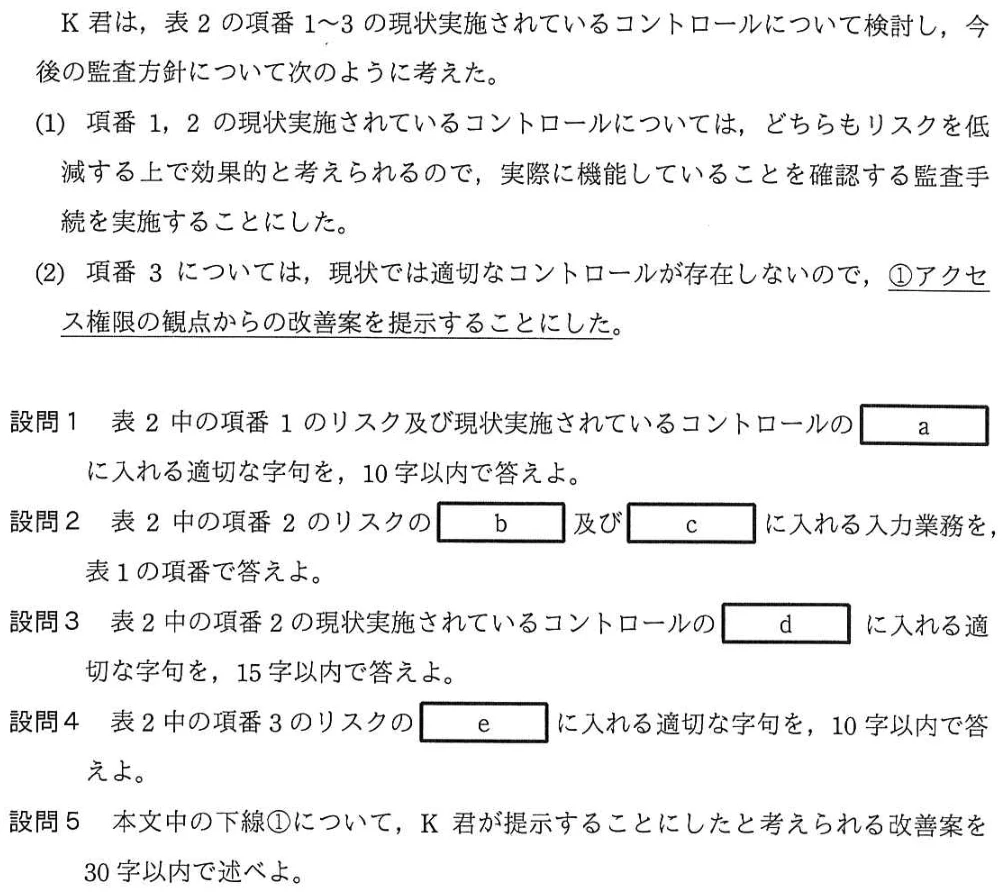 K 君は，表 2 の項番 1～3 の現状実施されているコントロールについて検討し，今
後の監査方針について次のように考えた。
(1) 項番 1，2 の現状実施されているコントロールについては，どちらもリスクを低
減する上で効果的と考えられるので，実際に機能していることを確認する監査手
続を実施することにした。
(2) 項番 3 については，現状では適切なコントロールが存在しないので，①アクセ
ス権限の観点からの改善案を提示することにした。
設問1 表 2 中の項番 1 のリスク及び現状実施されているコントロールの a
に入れる適切な字句を，10 字以内で答えよ。
設問2 表 2 中の項番 2 のリスクの b 及び c に入れる入力業務を，
表 1 の項番で答えよ。
設問3 表 2 中の項番 2 の現状実施されているコントロールの d に入れる適
切な字句を，15 字以内で答えよ。
設問4 表 2 中の項番 3 のリスクの e に入れる適切な字句を，10 字以内で答
えよ。
設問5 本文中の下線①について，K 君が提示することにしたと考えられる改善案を
30 字以内で述べよ。